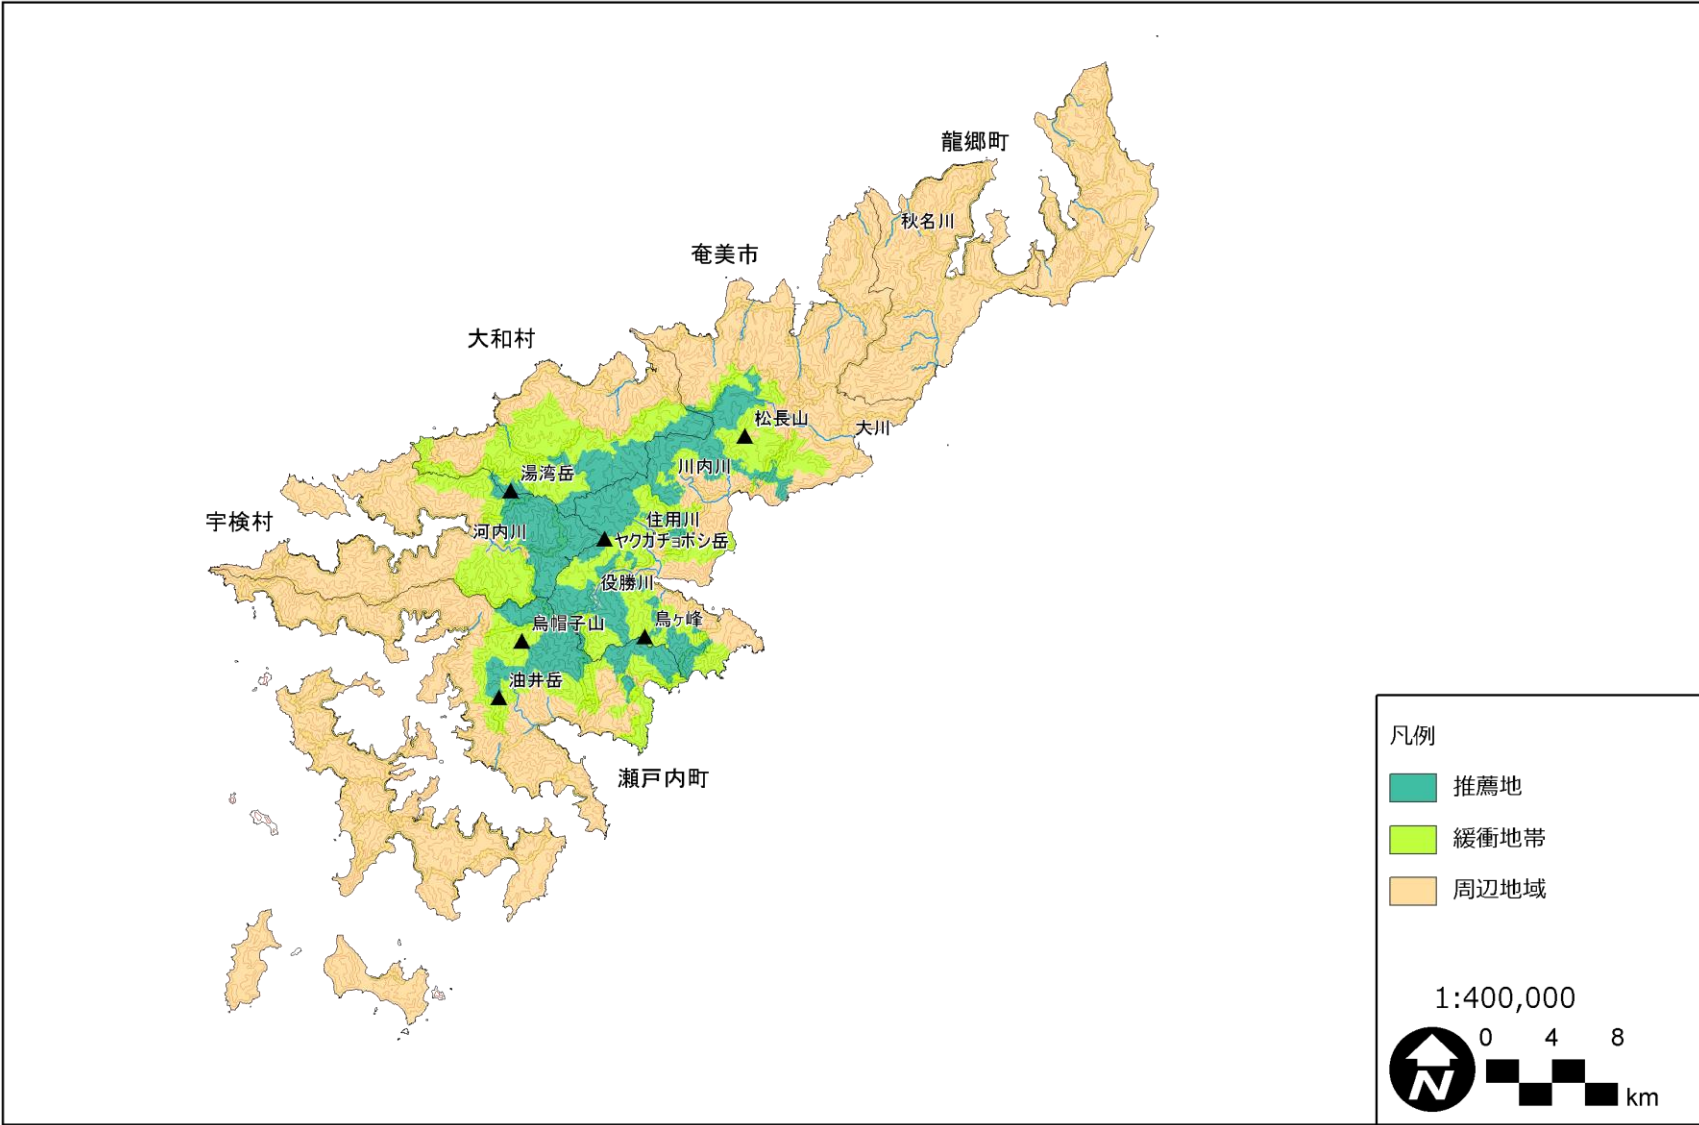 龍郷町
秋名川
奄美市
大和村
松長山
大川
川内川
湯湾岳
宇検村
河内川
住用川
ヤクガチョボシ岳
役勝川
烏帽子山
鳥ヶ峰
油井岳
瀬戸内町
凡例
推薦地
緩衝地帯
周辺地域
1:400,000
0 4 8
N
km